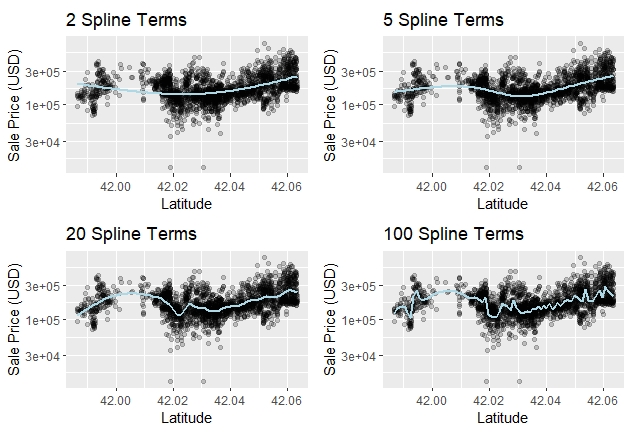 2 Spline Terms
5 Spline Terms
Sale Price (USD)
3e+05
1e+05
3e+04
42.00
42.02
42.04
42.06
Latitude
Sale Price (USD)
3e+05
1e+05
3e+04
42.00
42.02
42.04
42.06
Latitude
20 Spline Terms
100 Spline Terms
Sale Price (USD)
3e+05
1e+05
3e+04
42.00
42.02
42.04
42.06
Latitude
Sale Price (USD)
3e+05
1e+05
3e+04
42.00
42.02
42.04
42.06
Latitude